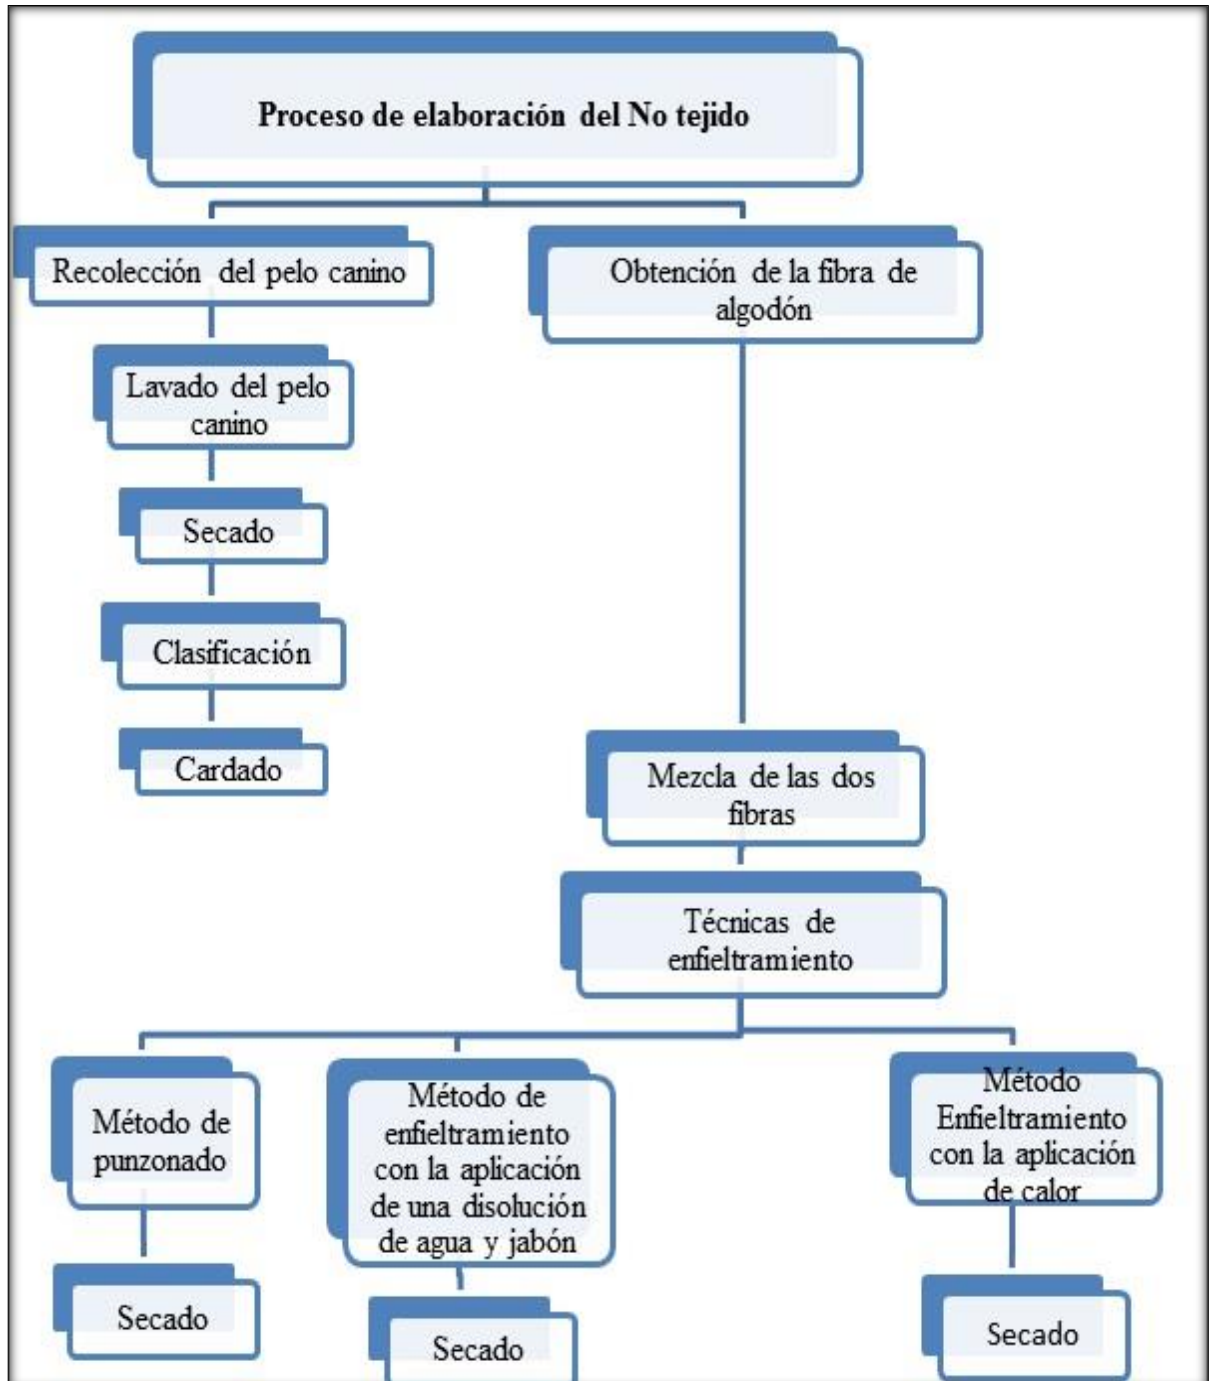 Proceso de elaboración del No tejido
Recolección del pelo canino
Obtención de la fibra de
algodón
Lavado del pelo
canino
Secado
Clasificación
Cardado
Mezcla de las dos
fibras
Técnicas de
enfieltramiento
Método de
punzonado
Método de
enfieltramiento
con la aplicación
de una disolución
de agua y jabón
Método
Enfieltramiento
con la aplicación
de calor
Secado
Secado
Secado